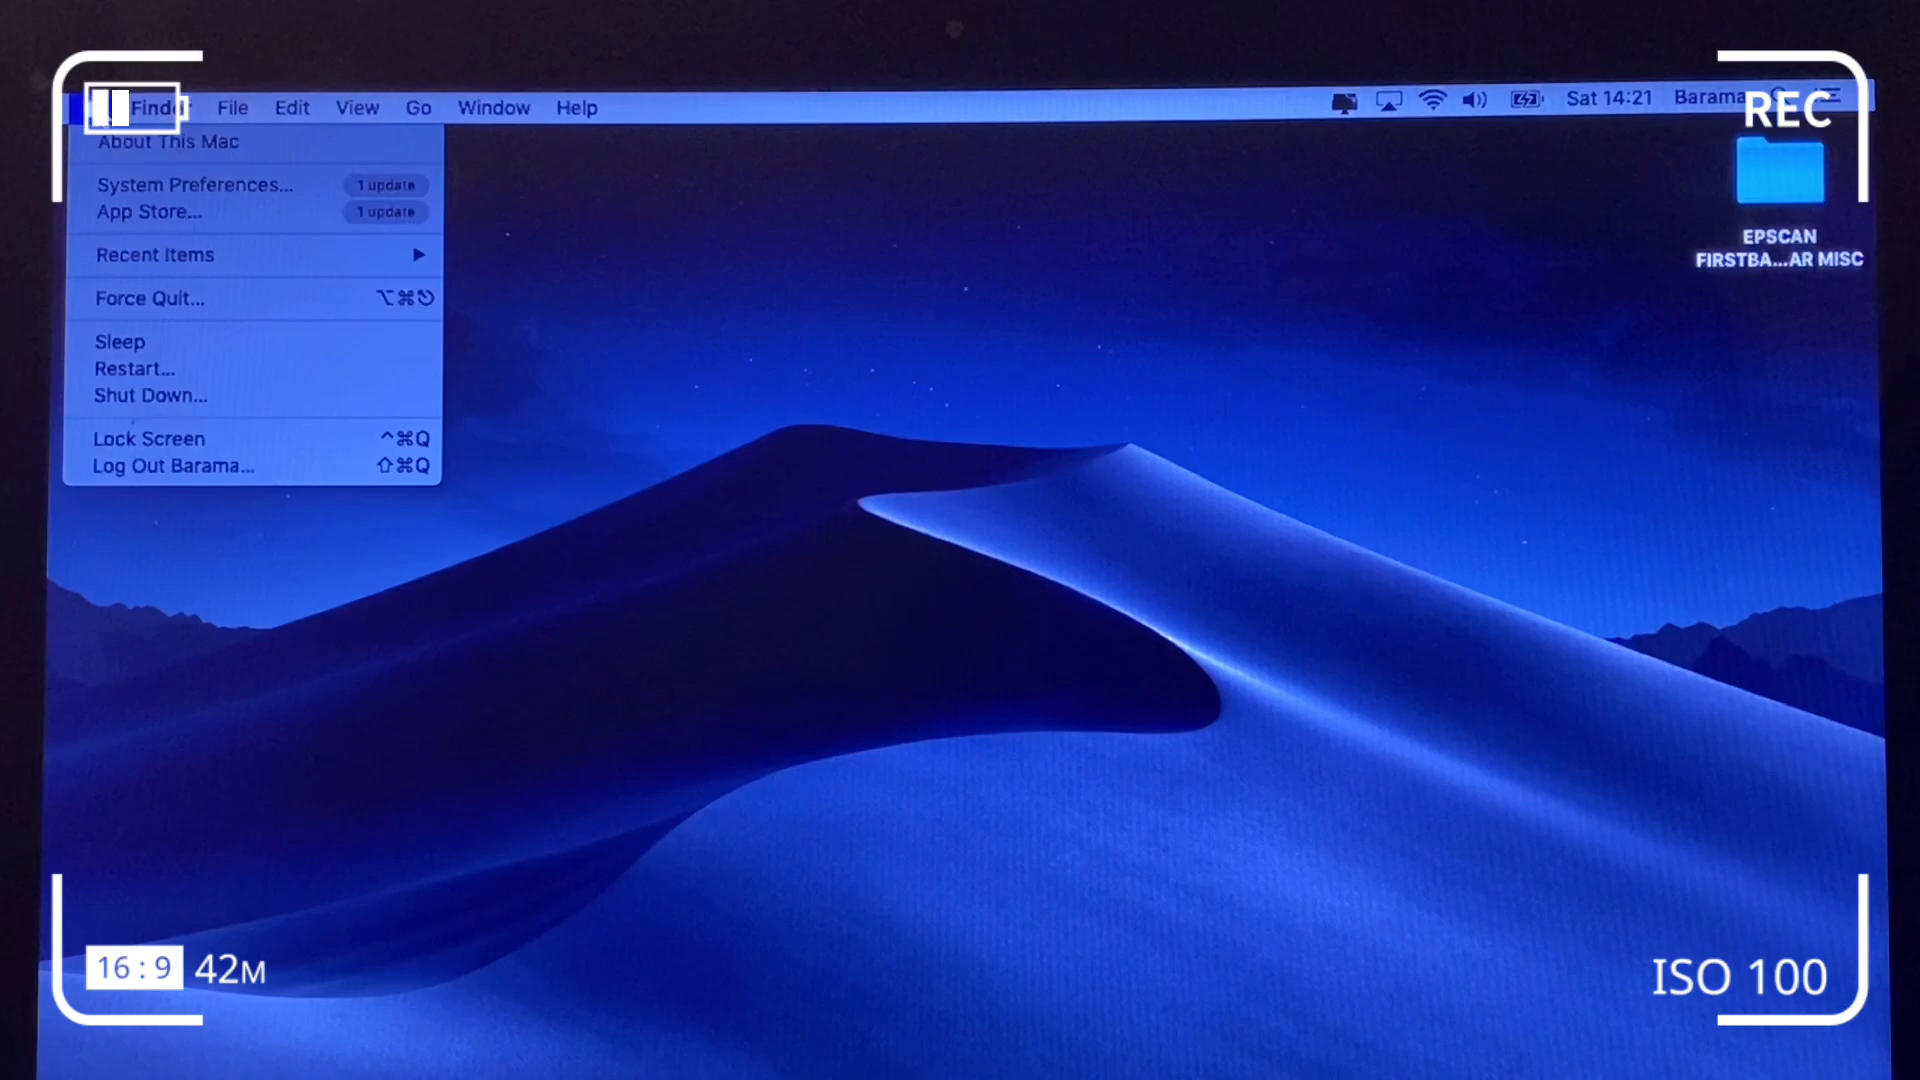 Finder File Edit View Go Window Help Sat 14:21 Barama
REC
About This Mac
System Preferences... 1 update
App Store... 1 update
Recent Items
Force Quit... ⌥⌘⎋
Sleep
Restart...
Shut Down...
Lock Screen ^⌘Q
Log Out Barama... ⇧⌘Q
EPSCAN
FIRSTBA...AR MISC
16:9 42M
ISO 100